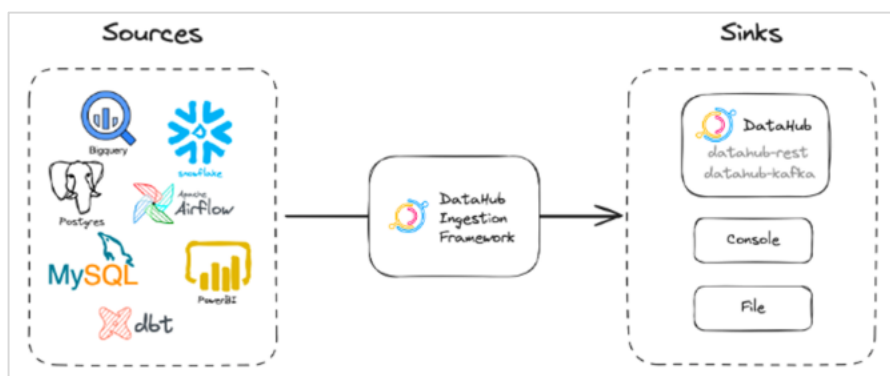 Sources
Bigquery
snowflake
Postgres
Apache
Airflow
MySQL
PowerBI
dbt
DataHub
Ingestion
Framework
Sinks
DataHub
datahub-rest
datahub-kafka
Console
File